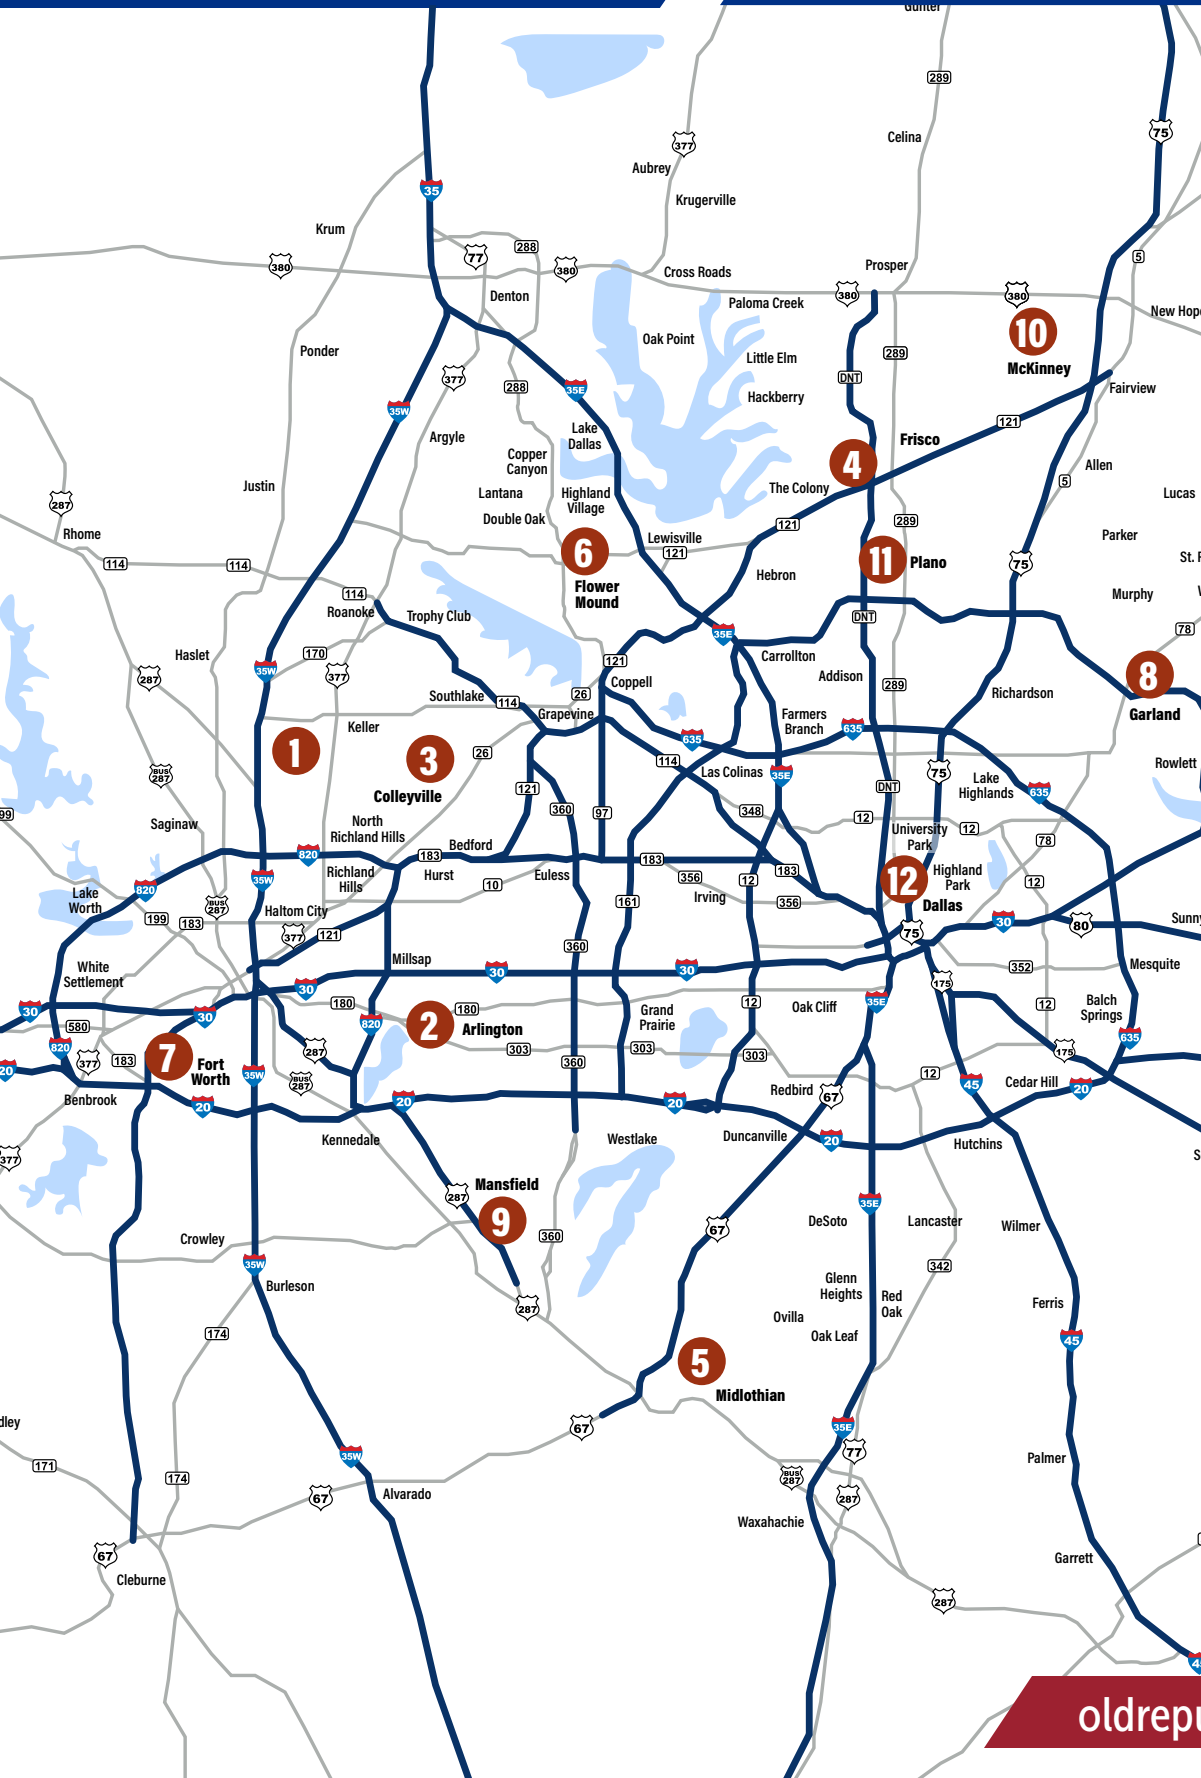 Gunter
289
Celina
75
377
Aubrey
Krugerville
35
Krum
77
288
380
380
Cross Roads
Prosper
5
Denton
Paloma Creek
380
380
New Hop
Oak Point
10
McKinney
Ponder
Little Elm
289
377
288
35E
DNT
Hackberry
Fairview
35W
121
Argyle
Lake
Dallas
Frisco
4
Copper
Canyon
Allen
Justin
The Colony
5
Lantana
Highland
Village
Lucas
287
Double Oak
121
289
Rhome
Lewisville
121
Parker
6
Flower
Mound
11
Plano
75
St. F
114
114
Hebron
114
Roanoke
Trophy Club
Murphy
DNT
78
35E
Haslet
170
Carrollton
35W
121
287
377
Addison
8
Garland
Coppell
289
Southlake
114
26
Richardson
Grapevine
Keller
Farmers
Branch
635
635
1
3
Colleyville
26
114
Las Colinas
35E
75
Rowlett
BUS
287
Lake
Highlands
121
DNT
635
360
97
348
99
Saginaw
North
Richland Hills
12
University
Park
12
78
Bedford
820
183
183
Richland
Hills
Hurst
Euless
356
12
183
Highland
Park
35W
10
12
Dallas
12
820
Lake
Worth
Irving
356
161
BUS
287
Haltom City
199
183
30
80
Sunny
377
121
75
360
White
Settlement
Millsap
30
30
352
Mesquite
30
175
30
180
180
12
Oak Cliff
35E
12
Balch
Springs
30
Grand
Prairie
580
820
2
Arlington
635
820
287
303
303
303
175
7
Fort
Worth
377
183
360
20
35W
BUS
287
12
45
Cedar Hill
20
Benbrook
20
20
20
Redbird
67
Kennedale
Westlake
Duncanville
20
Hutchins
377
S
Mansfield
287
9
35E
67
DeSoto
Lancaster
Wilmer
Crowley
360
35W
342
Burleson
Glenn
Heights
Red
Oak
287
Ferris
Ovilla
174
Oak Leaf
45
5
Midlothian
dley
67
35E
77
171
35W
Palmer
174
BUS
287
67
Alvarado
287
Waxahachie
67
Garrett
Cleburne
287
4
oldrepu